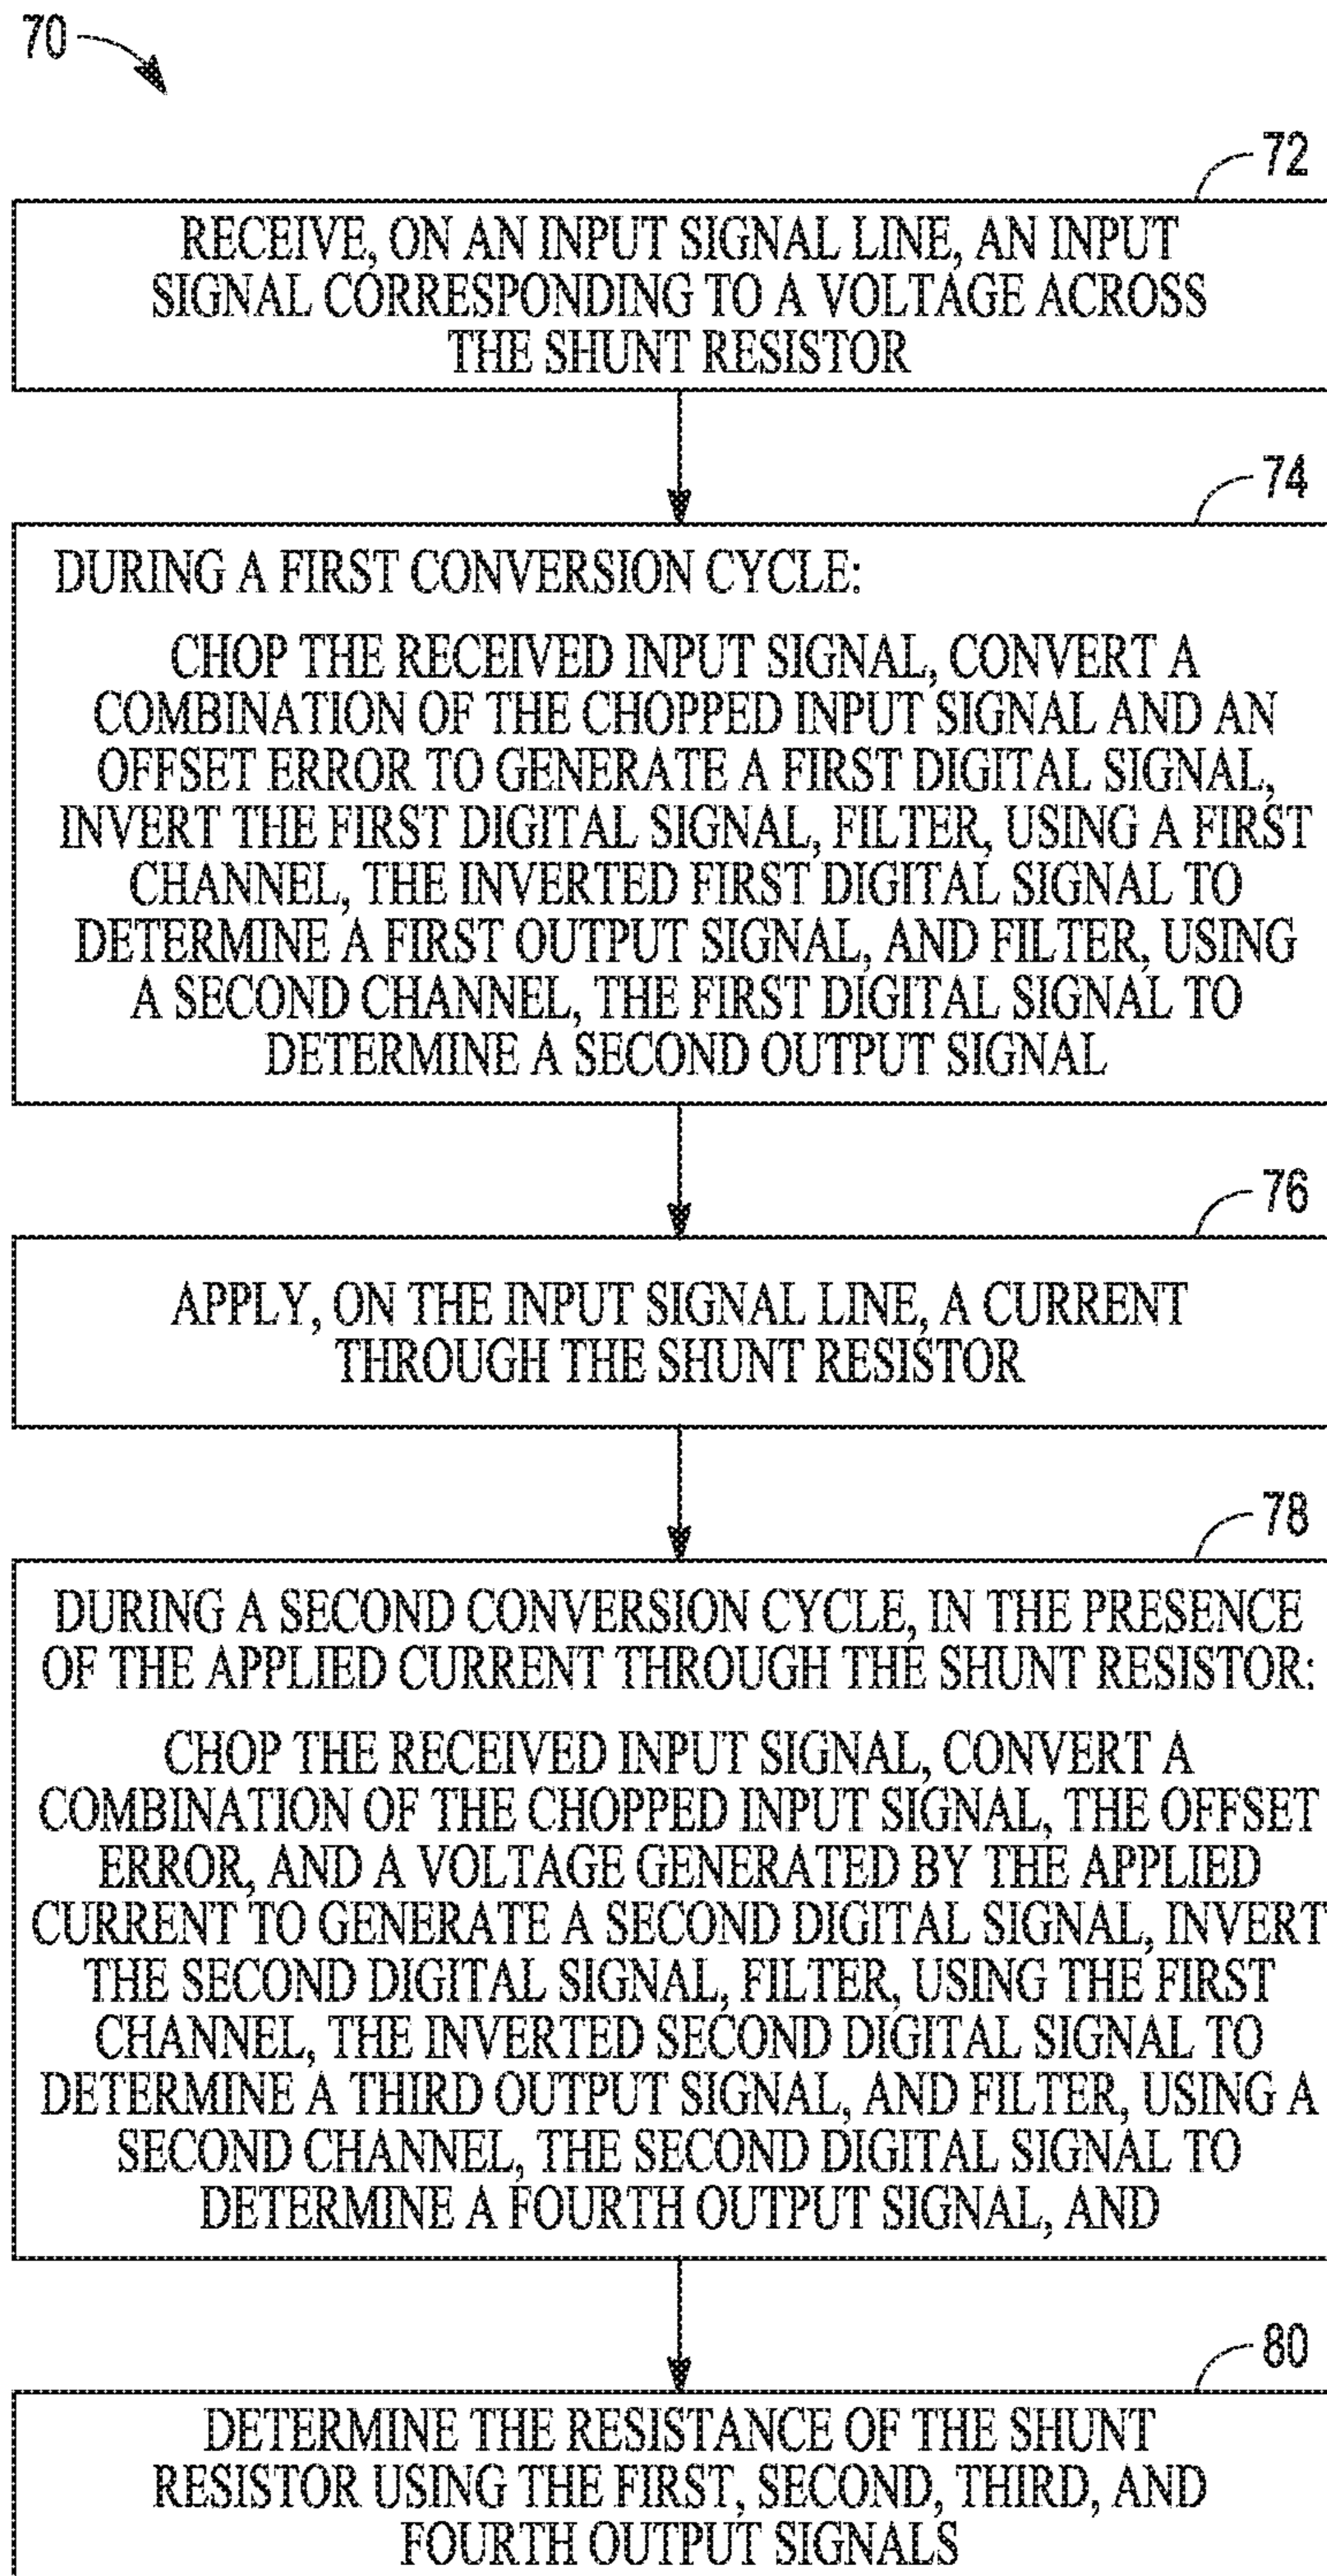 70
72
RECEIVE, ON AN INPUT SIGNAL LINE, AN INPUT
SIGNAL CORRESPONDING TO A VOLTAGE ACROSS
THE SHUNT RESISTOR
74
DURING A FIRST CONVERSION CYCLE:
CHOP THE RECEIVED INPUT SIGNAL, CONVERT A
COMBINATION OF THE CHOPPED INPUT SIGNAL AND AN
OFFSET ERROR TO GENERATE A FIRST DIGITAL SIGNAL,
INVERT THE FIRST DIGITAL SIGNAL, FILTER, USING A FIRST
CHANNEL, THE INVERTED FIRST DIGITAL SIGNAL TO
DETERMINE A FIRST OUTPUT SIGNAL, AND FILTER, USING
A SECOND CHANNEL, THE FIRST DIGITAL SIGNAL TO
DETERMINE A SECOND OUTPUT SIGNAL
76
APPLY, ON THE INPUT SIGNAL LINE, A CURRENT
THROUGH THE SHUNT RESISTOR
78
DURING A SECOND CONVERSION CYCLE, IN THE PRESENCE
OF THE APPLIED CURRENT THROUGH THE SHUNT RESISTOR:
CHOP THE RECEIVED INPUT SIGNAL, CONVERT A
COMBINATION OF THE CHOPPED INPUT SIGNAL, THE OFFSET
ERROR, AND A VOLTAGE GENERATED BY THE APPLIED
CURRENT TO GENERATE A SECOND DIGITAL SIGNAL, INVERT
THE SECOND DIGITAL SIGNAL, FILTER, USING THE FIRST
CHANNEL, THE INVERTED SECOND DIGITAL SIGNAL TO
DETERMINE A THIRD OUTPUT SIGNAL, AND FILTER, USING A
SECOND CHANNEL, THE SECOND DIGITAL SIGNAL TO
DETERMINE A FOURTH OUTPUT SIGNAL, AND
80
DETERMINE THE RESISTANCE OF THE SHUNT
RESISTOR USING THE FIRST, SECOND, THIRD, AND
FOURTH OUTPUT SIGNALS